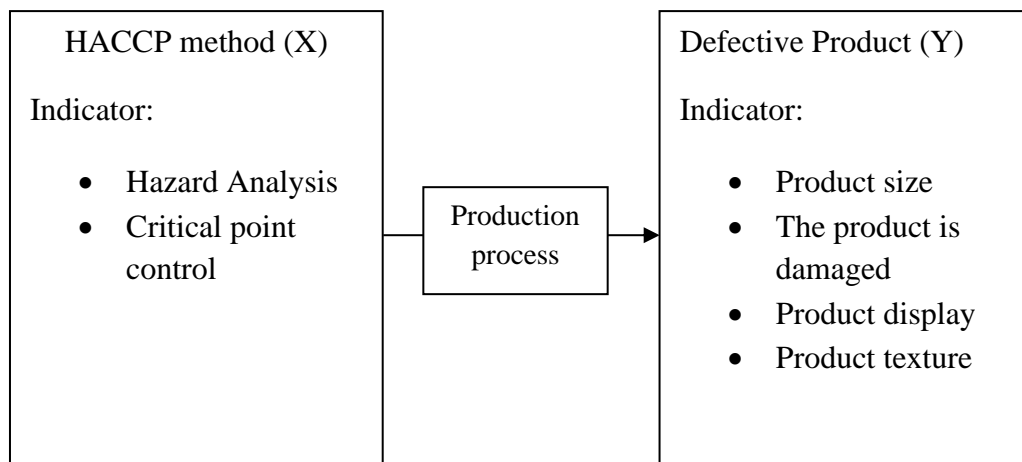 HACCP method (X)
Indicator:
• Hazard Analysis
• Critical point
control
Production
process
Defective Product (Y)
Indicator:
• Product size
• The product is
damaged
• Product display
• Product texture